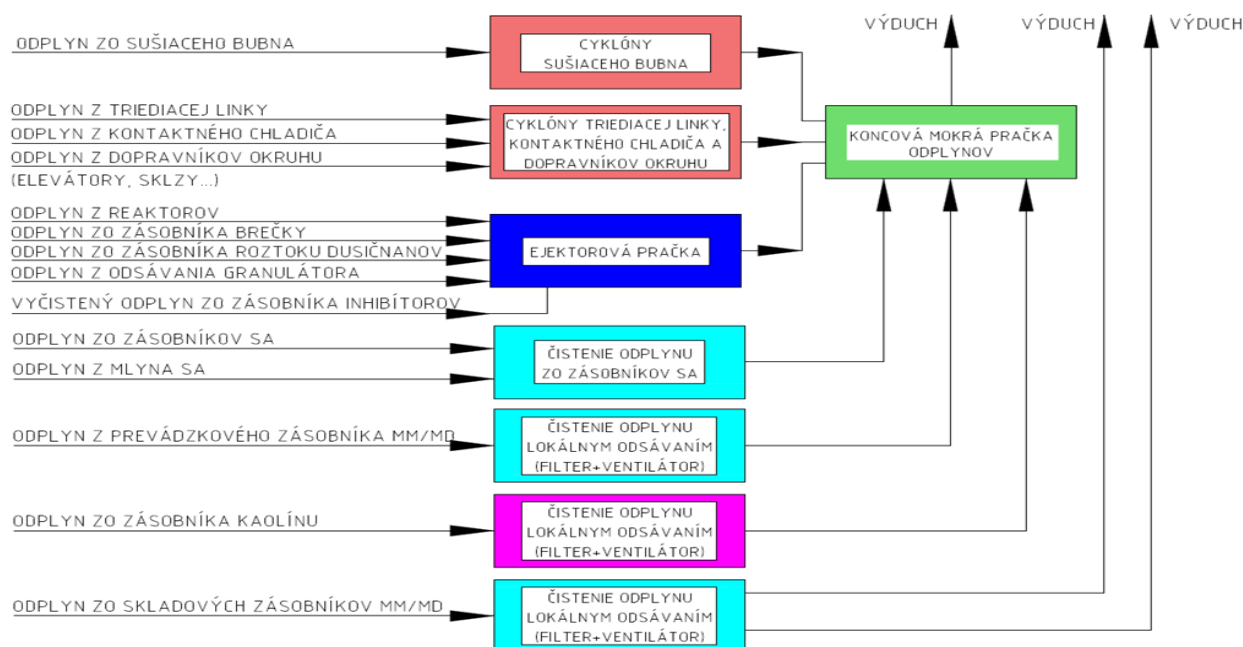 VÝDUCH VÝDUCH VÝDUCH
ODPLYN ZO SUŠIACEHO BUBNA
CYKLÓNY
SUŠIACEHO BUBNA
ODPLYN Z TRIEDIACEJ LINKY
ODPLYN Z KONTAKTNÉHO CHLADIČA
ODPLYN Z DOPRAVNÍKOV OKRUHU
(ELEVÁTORY, SKLZY...)
CYKLÓNY TRIEDIACEJ LINKY,
KONTAKTNÉHO CHLADIČA A
DOPRAVNÍKOV OKRUHU
KONCOVÁ MOKRÁ PRAČKA
ODPLYNOV
ODPLYN Z REAKTOROV
ODPLYN ZO ZÁSOBNÍKA BREČKY
ODPLYN ZO ZÁSOBNÍKA ROZTOKU DUSIČNANOV
ODPLYN Z ODSÁVANIA GRANULÁTORA
EJEKTOROVÁ PRAČKA
VYČISTENÝ ODPLYN ZO ZÁSOBNÍKA INHIBÍTOROV
ODPLYN ZO ZÁSOBNÍKOV SA
ODPLYN Z MLYNA SA
ČISTENIE ODPLYNU
ZO ZÁSOBNÍKOV SA
ODPLYN Z PREVÁDZKOVÉHO ZÁSOBNÍKA MM/MD
ČISTENIE ODPLYNU
LOKÁLNYM ODSÁVANÍM
(FILTER+VENTILÁTOR)
ODPLYN ZO ZÁSOBNÍKA KAOLÍNU
ČISTENIE ODPLYNU
LOKÁLNYM ODSÁVANÍM
(FILTER+VENTILÁTOR)
ODPLYN ZO SKLADOVÝCH ZÁSOBNÍKOV MM/MD
ČISTENIE ODPLYNU
LOKÁLNYM ODSÁVANÍM
(FILTER+VENTILÁTOR)